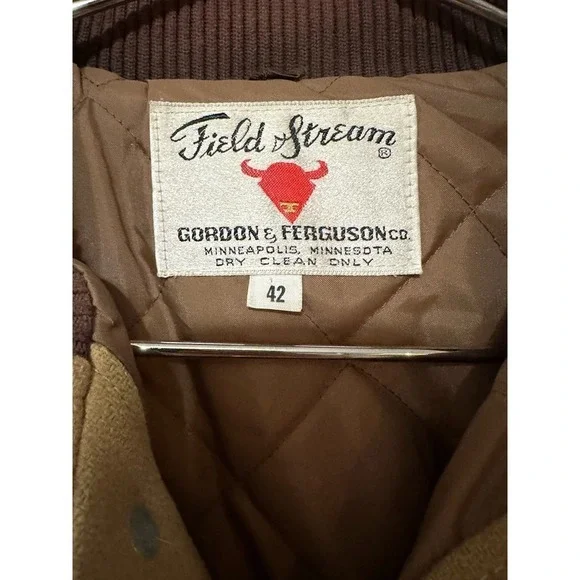 Field & Stream ®
GORDON & FERGUSON CO.
MINNEAPOLIS, MINNESOTA
DRY CLEAN ONLY
42